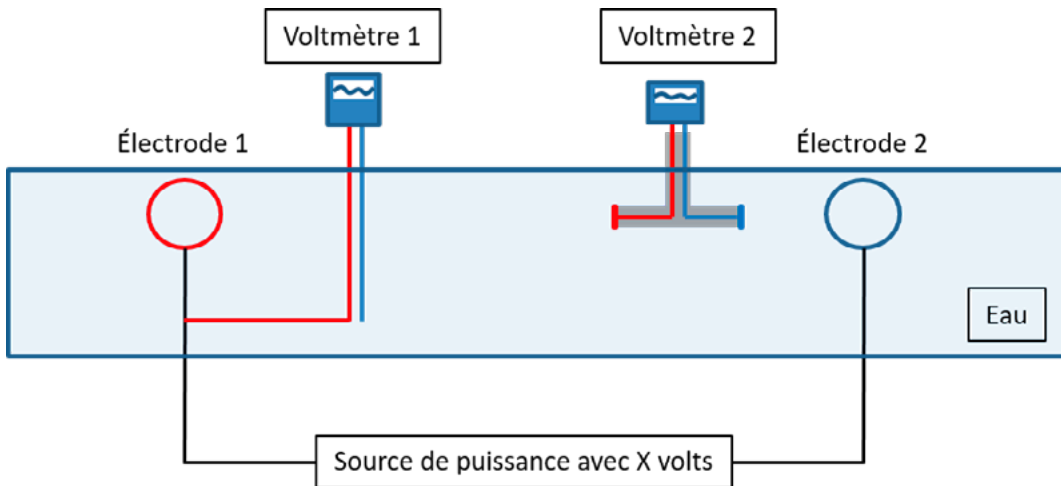 Voltmètre 1
Voltmètre 2
Électrode 1
Électrode 2
Eau
Source de puissance avec X volts